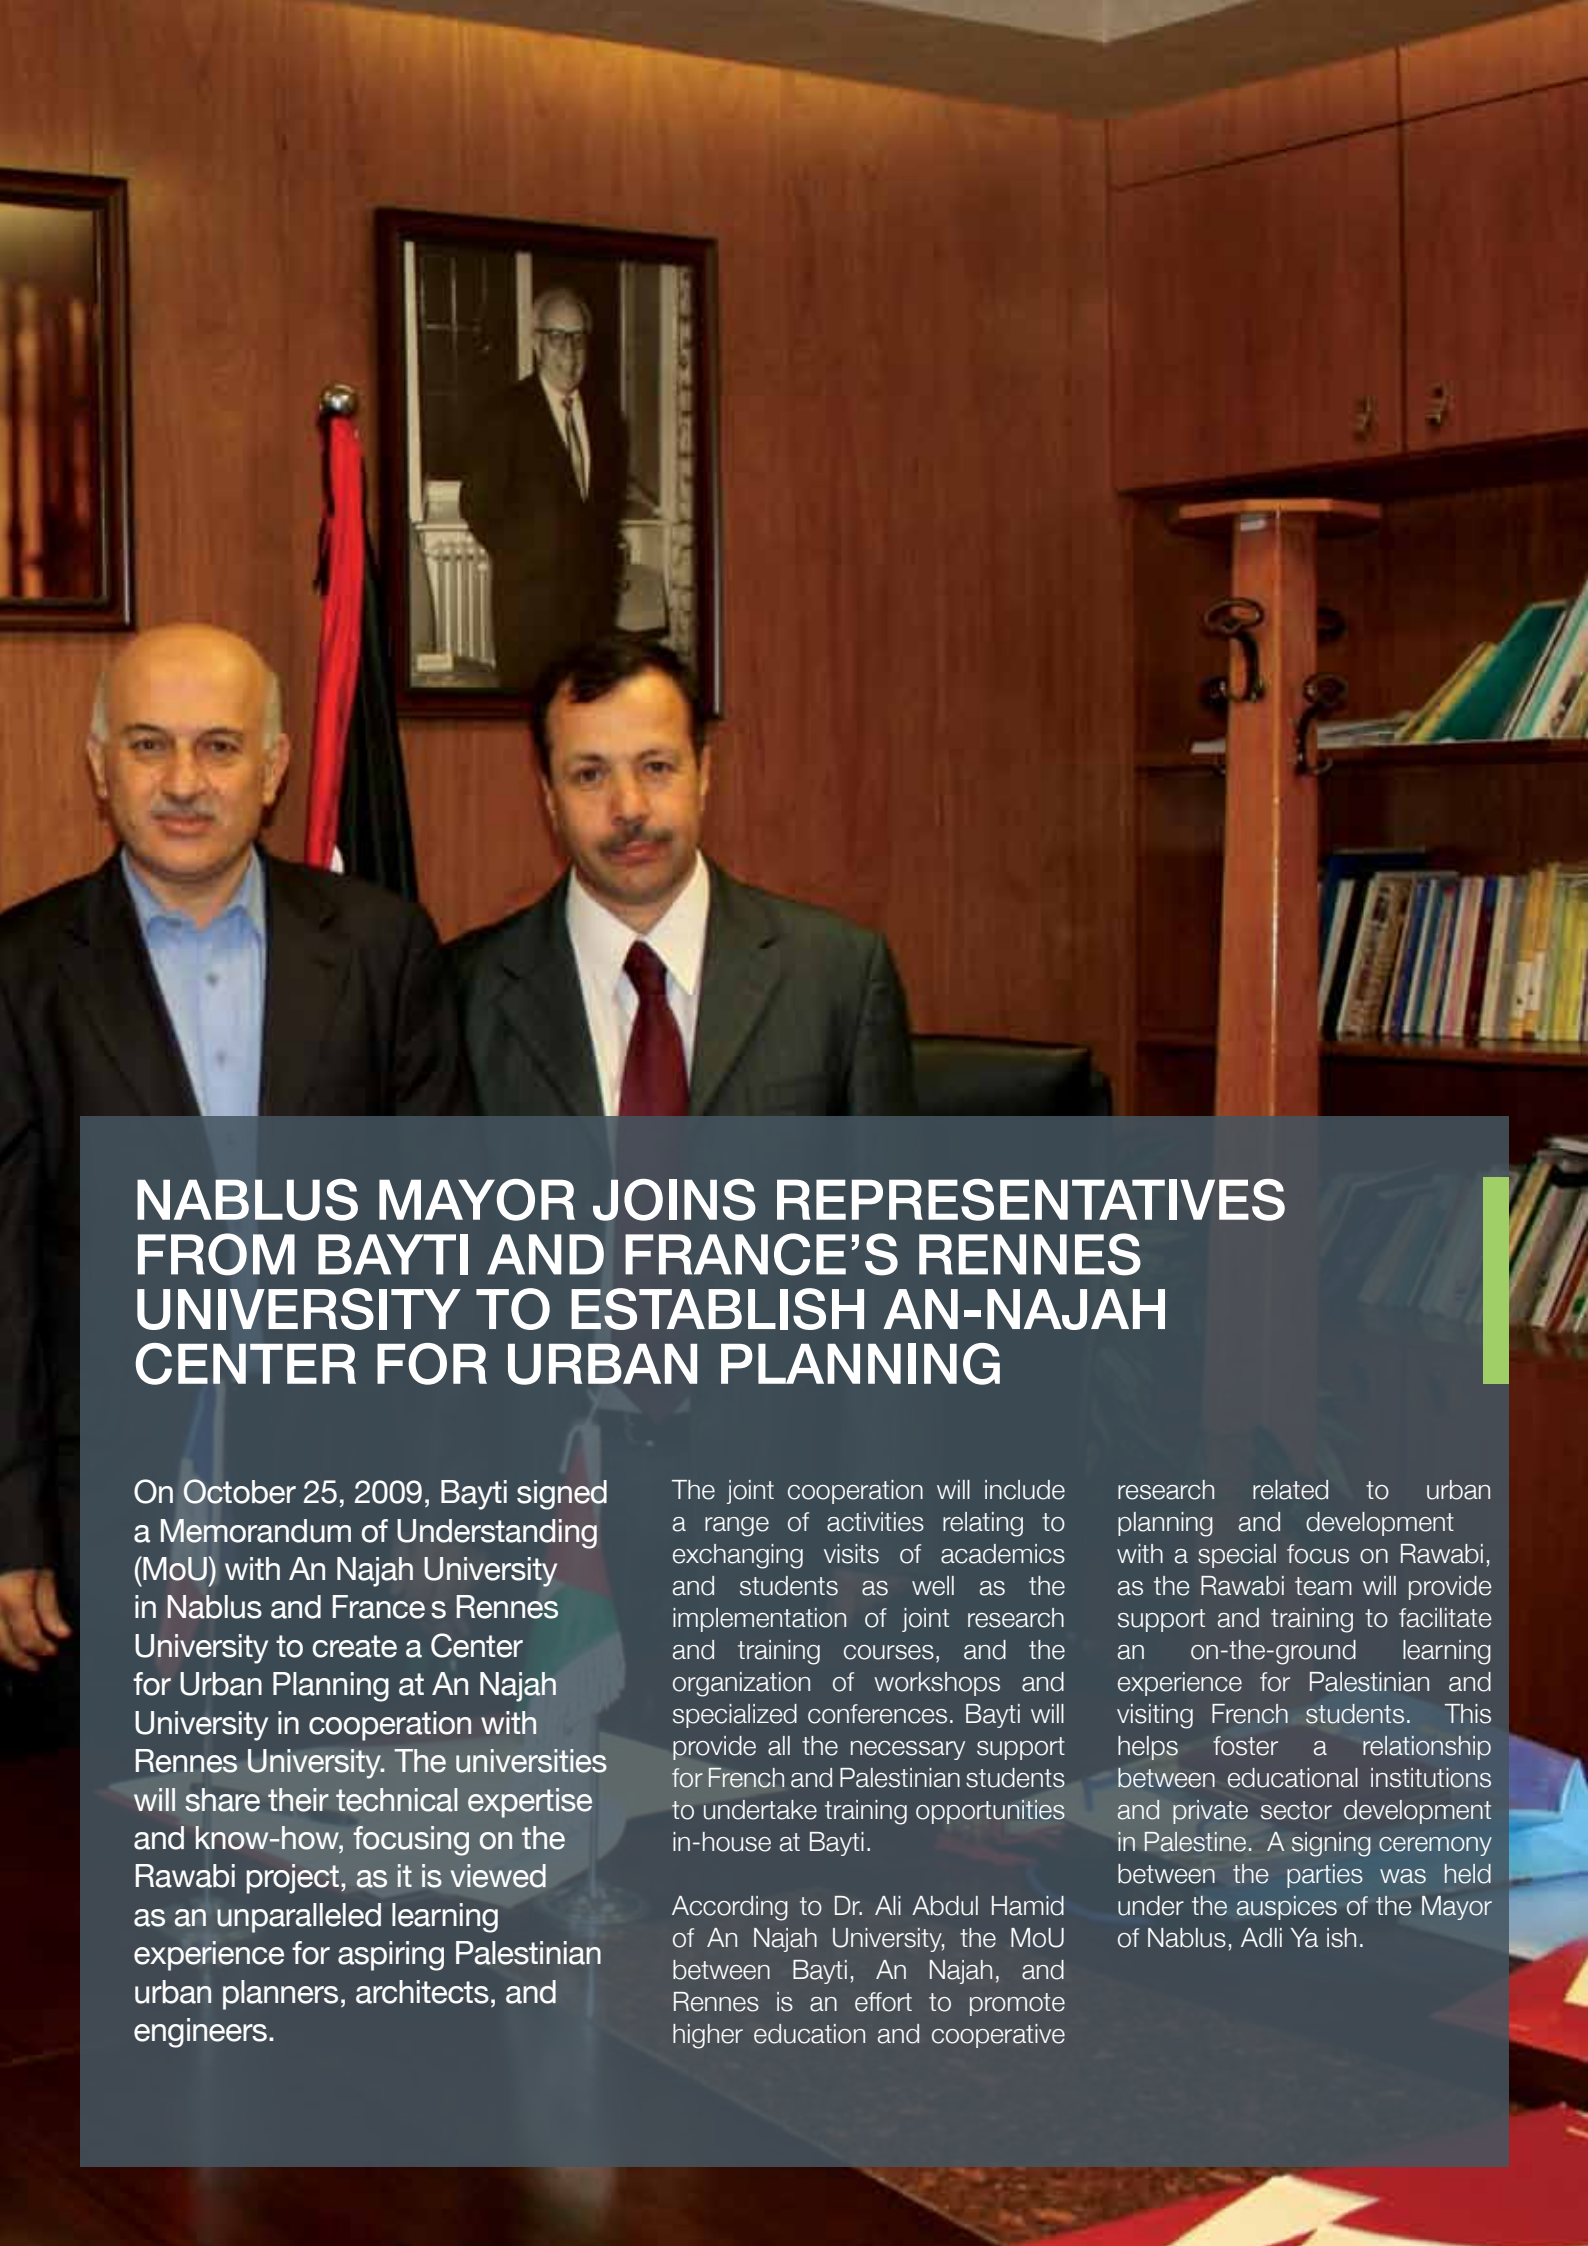 NABLUS MAYOR JOINS REPRESENTATIVES
FROM BAYTI AND FRANCE’S RENNES
UNIVERSITY TO ESTABLISH AN-NAJAH
CENTER FOR URBAN PLANNING
On October 25, 2009, Bayti signed
a Memorandum of Understanding
(MoU) with An Najah University
in Nablus and France s Rennes
University to create a Center
for Urban Planning at An Najah
University in cooperation with
Rennes University. The universities
will share their technical expertise
and know-how, focusing on the
Rawabi project, as it is viewed
as an unparalleled learning
experience for aspiring Palestinian
urban planners, architects, and
engineers.
The joint cooperation will include
a range of activities relating to
exchanging visits of academics
and students as well as the
implementation of joint research
and training courses, and the
organization of workshops and
specialized conferences. Bayti will
provide all the necessary support
for French and Palestinian students
to undertake training opportunities
in-house at Bayti.
According to Dr. Ali Abdul Hamid
of An Najah University, the MoU
between Bayti, An Najah, and
Rennes is an effort to promote
higher education and cooperative
research related to urban
planning and development
with a special focus on Rawabi,
as the Rawabi team will provide
support and training to facilitate
an on-the-ground learning
experience for Palestinian and
visiting French students. This
helps foster a relationship
between educational institutions
and private sector development
in Palestine. A signing ceremony
between the parties was held
under the auspices of the Mayor
of Nablus, Adli Ya ish.